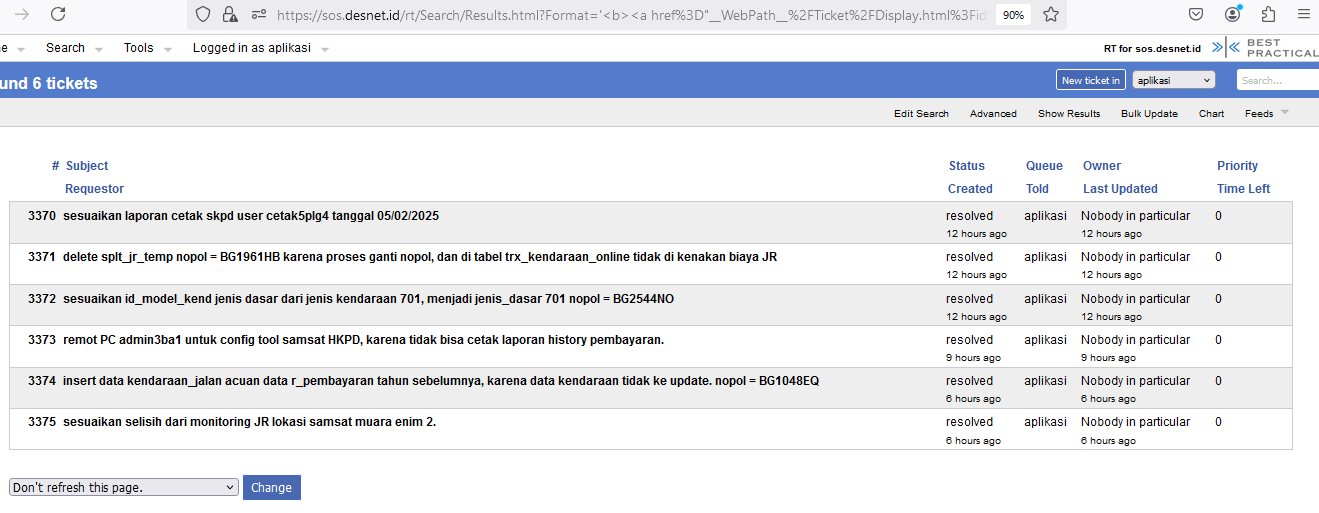 https://sos.desnet.id/rt/Search/Results.html?Format='<b><a href%3D"__WebPath__%2FTicket%2FDisplay.html%3Fid
90%
e Search Tools Logged in as aplikasi
RT for sos.desnet.id
BEST
PRACTICAL
und 6 tickets
New ticket in aplikasi Search...
Edit Search Advanced Show Results Bulk Update Chart Feeds
# Subject Status Queue Owner Priority
Requestor Created Told Last Updated Time Left
3370 sesuaikan laporan cetak skpd user cetak5plg4 tanggal 05/02/2025 resolved aplikasi Nobody in particular 0
12 hours ago 12 hours ago
3371 delete splt_jr_temp nopol = BG1961HB karena proses ganti nopol, dan di tabel trx_kendaraan_online tidak di kenakan biaya JR resolved aplikasi Nobody in particular 0
12 hours ago 12 hours ago
3372 sesuaikan id_model_kend jenis dasar dari jenis kendaraan 701, menjadi jenis_dasar 701 nopol = BG2544NO resolved aplikasi Nobody in particular 0
12 hours ago 12 hours ago
3373 remot PC admin3ba1 untuk config tool samsat HKPD, karena tidak bisa cetak laporan history pembayaran. resolved aplikasi Nobody in particular 0
9 hours ago 9 hours ago
3374 insert data kendaraan_jalan acuan data r_pembayaran tahun sebelumnya, karena data kendaraan tidak ke update. nopol = BG1048EQ resolved aplikasi Nobody in particular 0
6 hours ago 6 hours ago
3375 sesuaikan selisih dari monitoring JR lokasi samsat muara enim 2. resolved aplikasi Nobody in particular 0
6 hours ago 6 hours ago
Don't refresh this page. Change